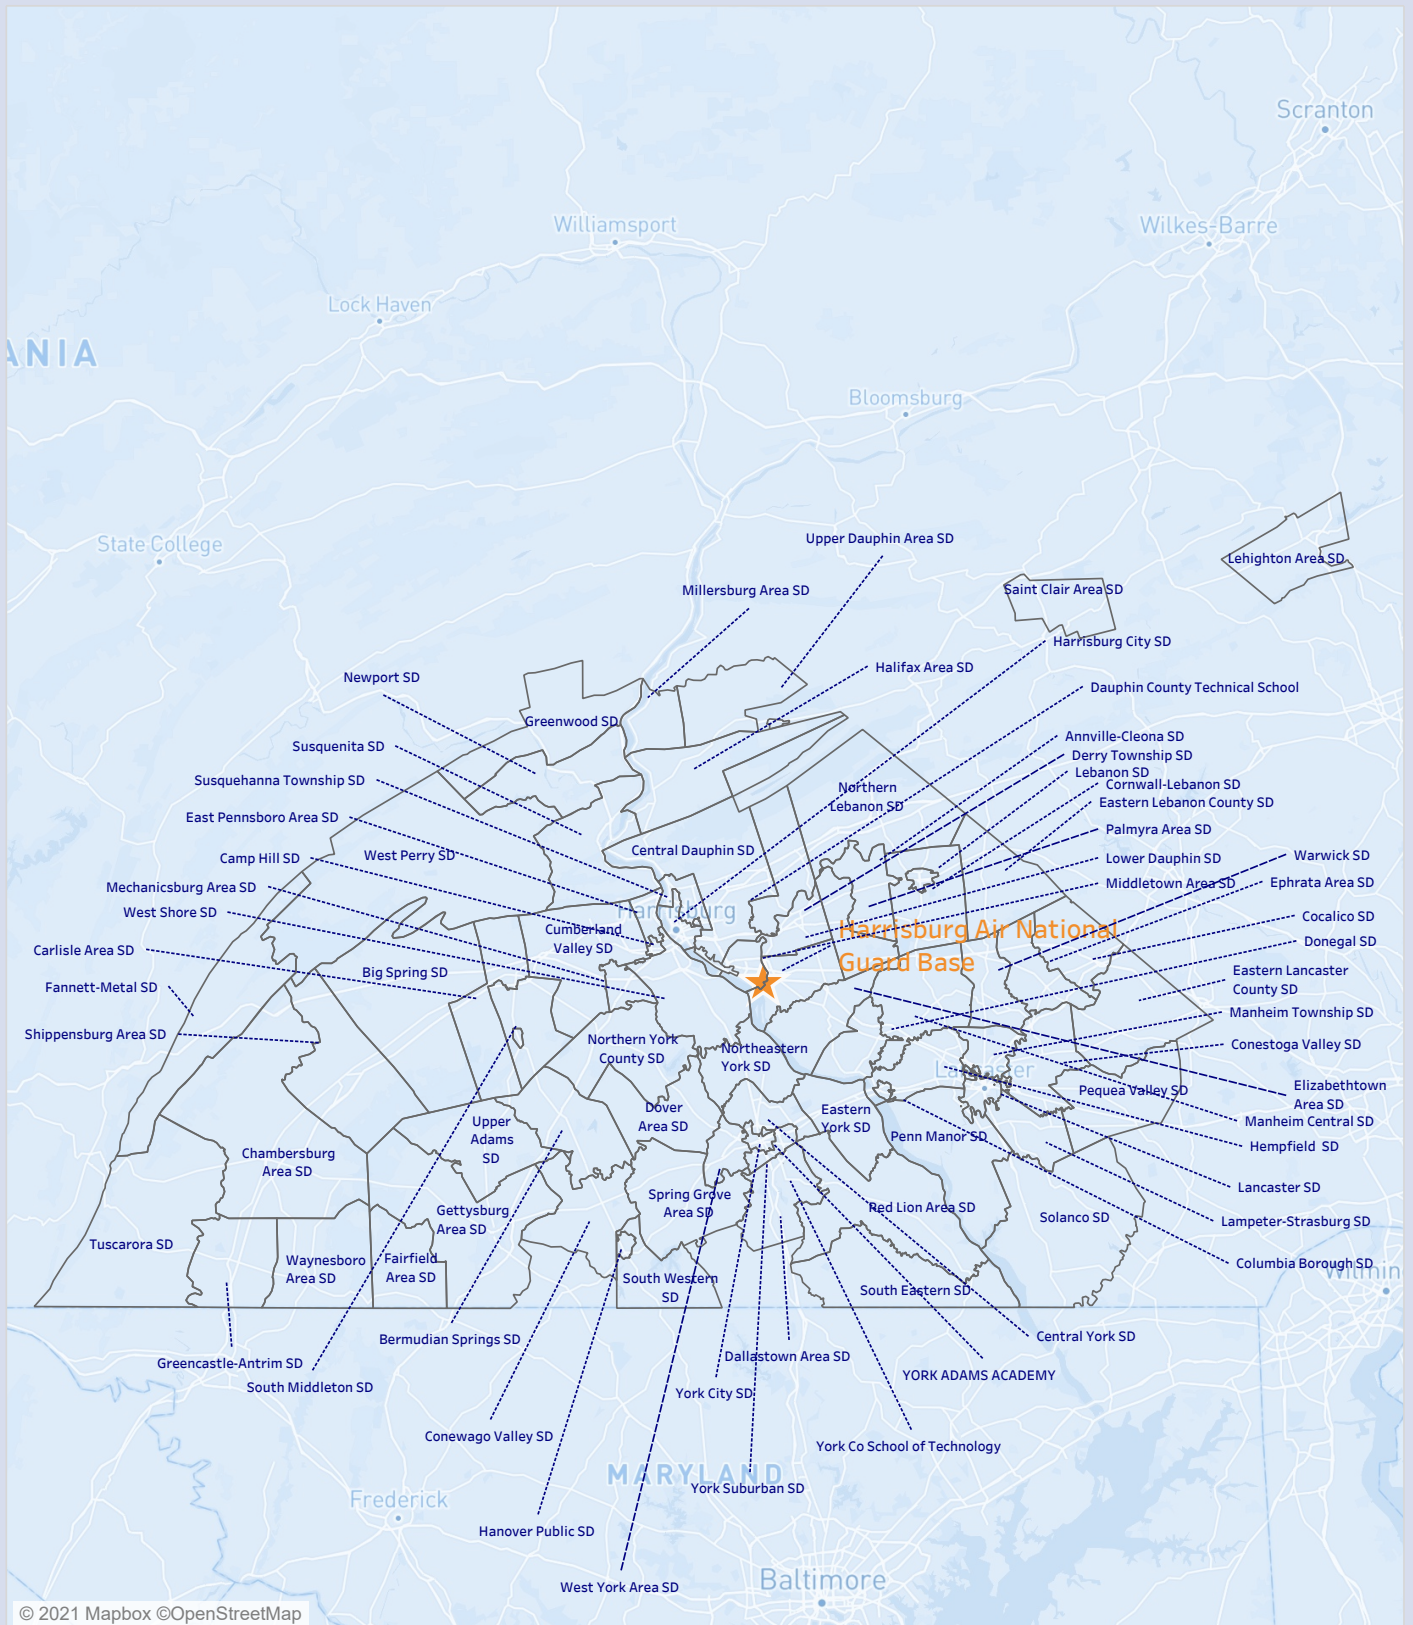 Scranton
Williamsport
Wilkes-Barre
Lock Haven
ANIA
Bloomsburg
State College
Upper Dauphin Area SD
Lehighton Area SD
Millersburg Area SD
Saint Clair Area SD
Harrisburg City SD
Halifax Area SD
Newport SD
Dauphin County Technical School
Greenwood SD
Annville-Cleona SD
Susquenita SD
Derry Township SD
Lebanon SD
Susquehanna Township SD
Cornwall-Lebanon SD
Northern
Lebanon SD
Eastern Lebanon County SD
East Pennsboro Area SD
Palmyra Area SD
Central Dauphin SD
West Perry SD
Camp Hill SD
Lower Dauphin SD
Warwick SD
Mechanicsburg Area SD
Middletown Area SD
Ephrata Area SD
West Shore SD
Harrisburg
Cocalico SD
Cumberland
Valley SD
Harrisburg Air National
Guard Base
Donegal SD
Carlisle Area SD
Big Spring SD
Eastern Lancaster
County SD
Fannett-Metal SD
Manheim Township SD
Shippensburg Area SD
Northern York
County SD
Northeastern
York SD
Conestoga Valley SD
Lancaster
Pequea Valley SD
Elizabethtown
Area SD
Dover
Area SD
Eastern
York SD
Manheim Central SD
Upper
Adams
SD
Penn Manor SD
Hempfield  SD
Chambersburg
Area SD
Lancaster SD
Spring Grove
Area SD
Red Lion Area SD
Gettysburg
Area SD
Solanco SD
Lampeter-Strasburg SD
Tuscarora SD
Waynesboro
Area SD
Fairfield
Area SD
Columbia Borough SD
Wilming
South Western
SD
South Eastern SD
Bermudian Springs SD
Central York SD
Greencastle-Antrim SD
Dallastown Area SD
South Middleton SD
YORK ADAMS ACADEMY
York City SD
Conewago Valley SD
York Co School of Technology
MARYLAND
York Suburban SD
Frederick
Hanover Public SD
Baltimore
West York Area SD
© 2021 Mapbox ©OpenStreetMap